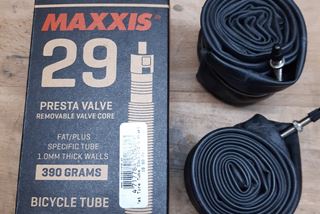 MAXXIS
29
PRESTA VALVE
REMOVABLE VALVE CORE
FAT/PLUS
SPECIFIC TUBE
1.0MM THICK WALLS
390 GRAMS
BICYCLE TUBE